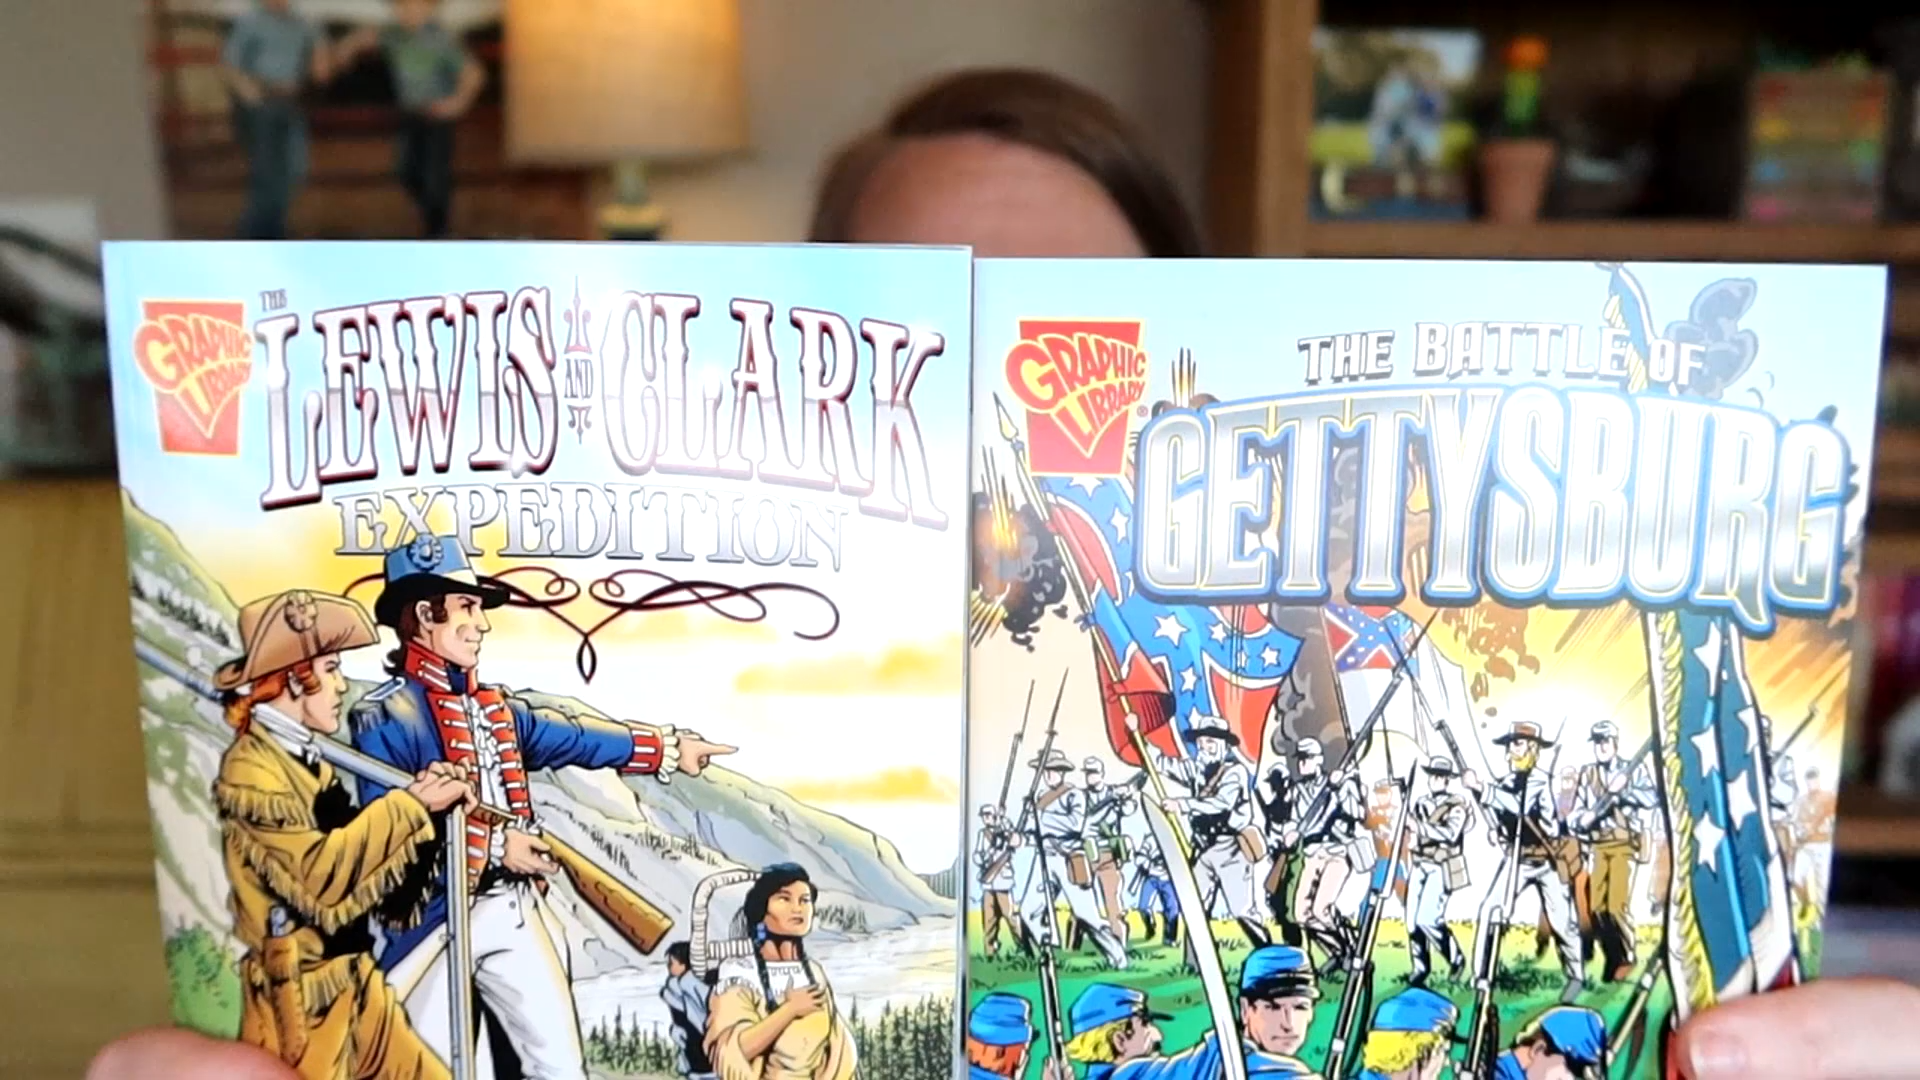 GRAPHIC
LIBRARY
THE
LEWIS AND CLARK
EXPEDITION
GRAPHIC
LIBRARY®
THE BATTLE OF
GETTYSBURG